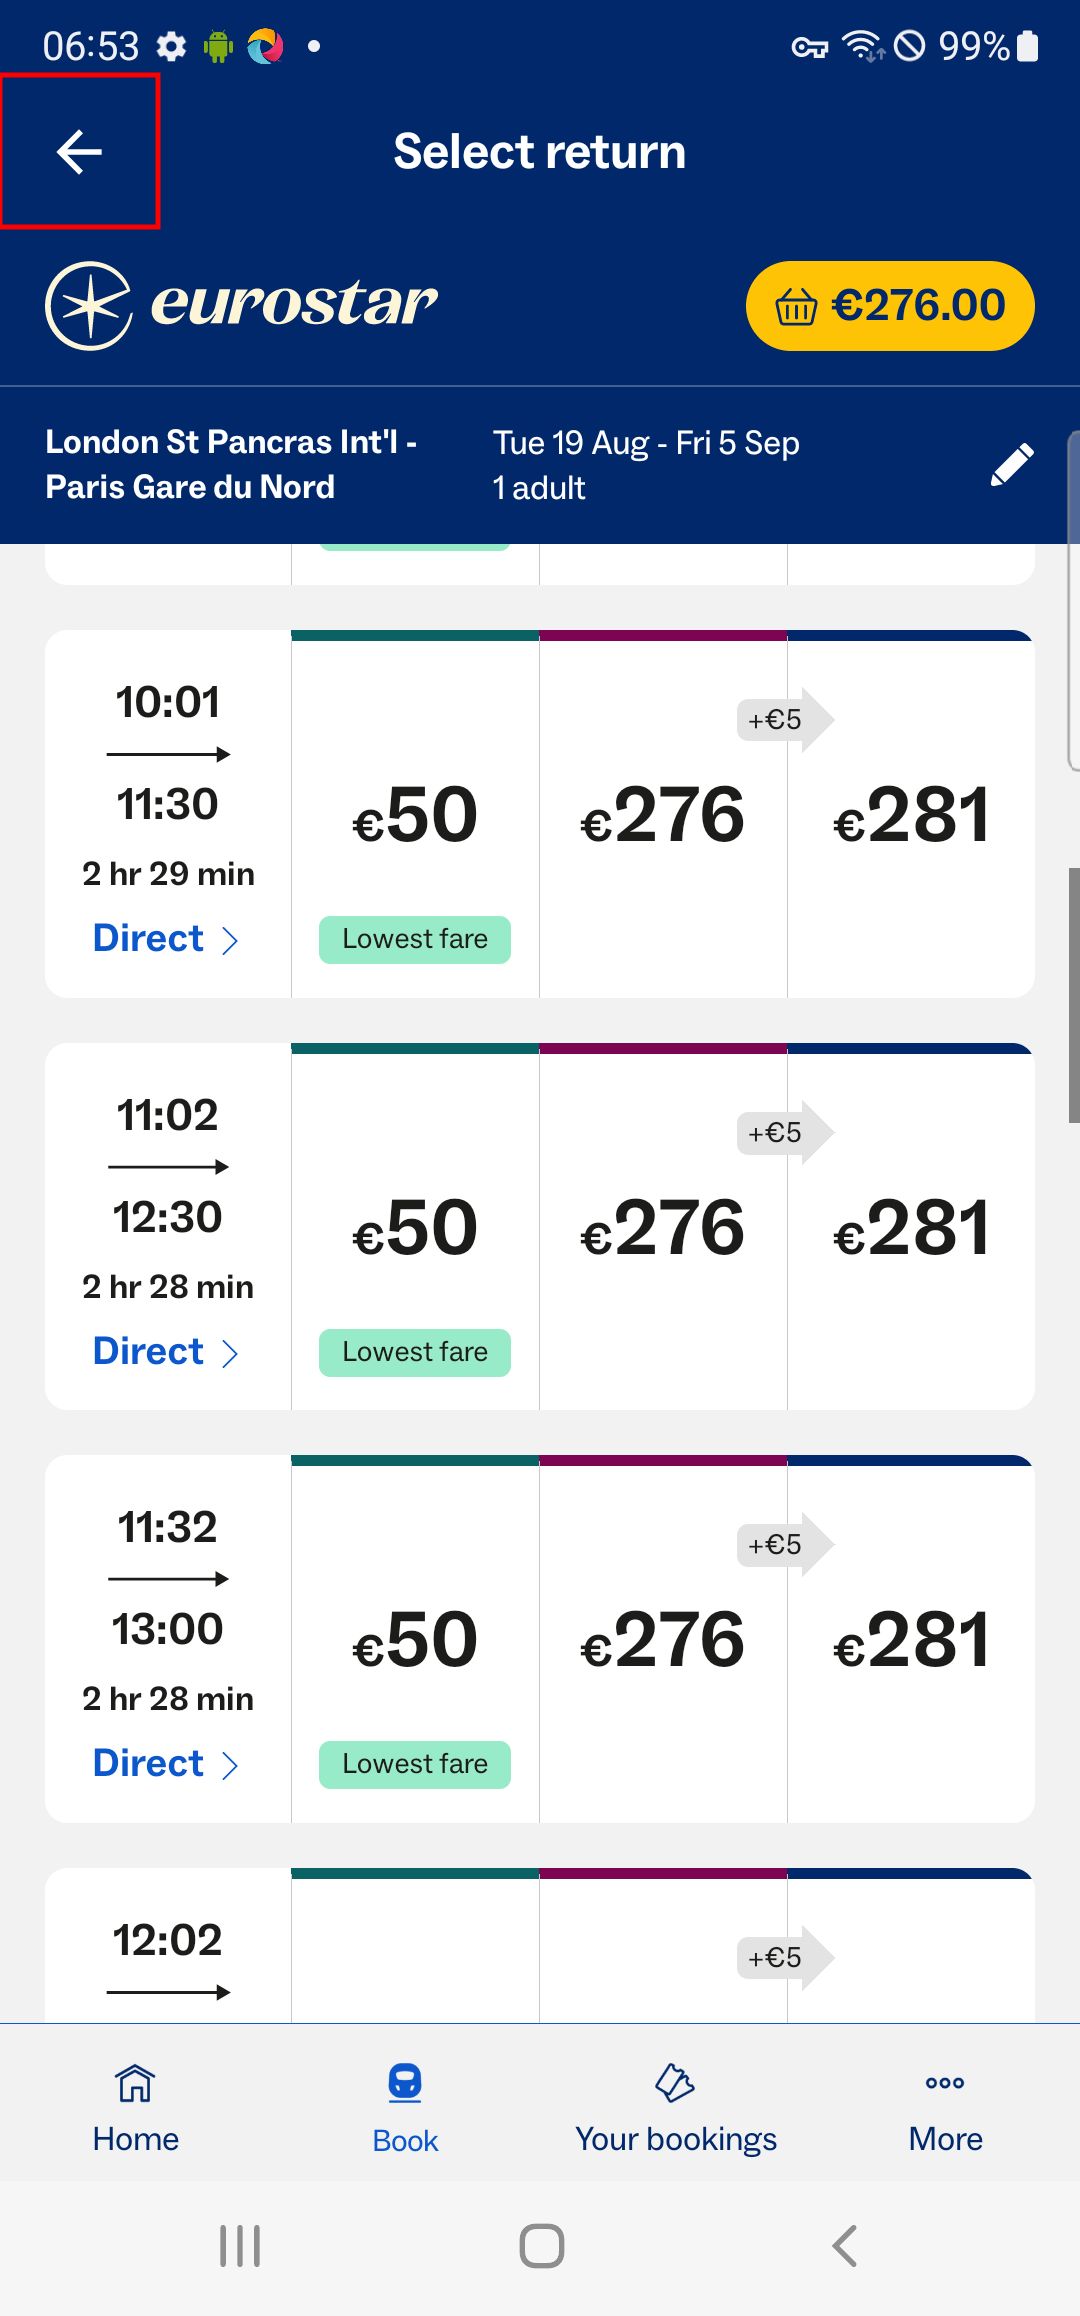 06:53
99%
Select return
eurostar
€276.00
London St Pancras Int'l -
Paris Gare du Nord
Tue 19 Aug - Fri 5 Sep
1 adult
10:01
11:30
2 hr 29 min
Direct
€50
Lowest fare
€276
+€5
€281
11:02
12:30
2 hr 28 min
Direct
€50
Lowest fare
€276
+€5
€281
11:32
13:00
2 hr 28 min
Direct
€50
Lowest fare
€276
+€5
€281
12:02
+€5
Home
Book
Your bookings
More